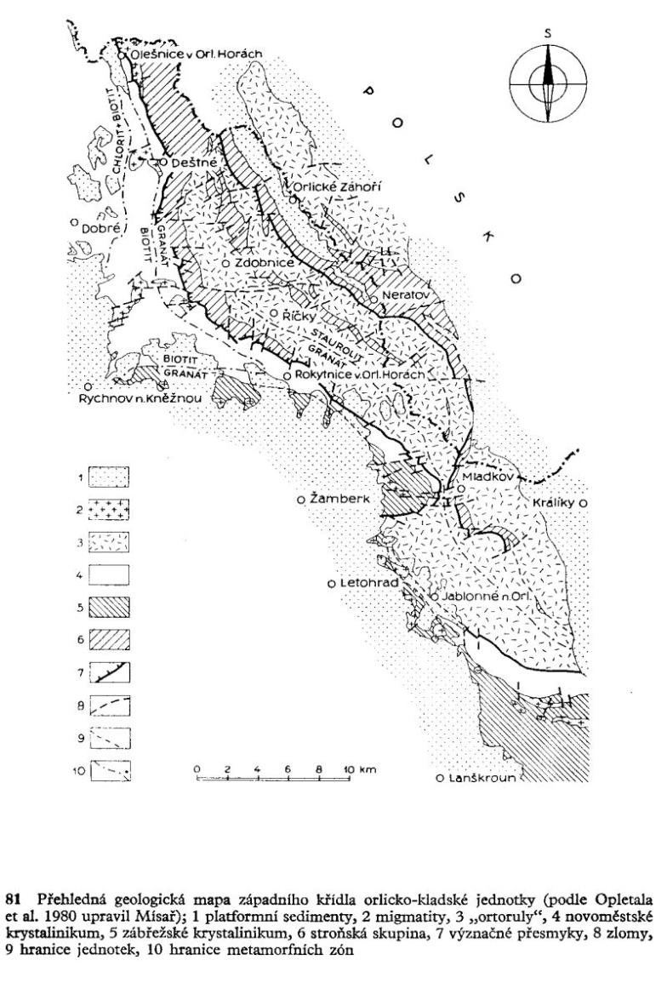 S
Olešnice v Orl. Horách
P O L S K O
CHLORIT + BIOTIT
Deštné
Orlické Záhoří
Dobré
GRANÁT
BIOTIT
Zdobnice
Neratov
Říčky
STAUROLIT
GRANÁT
BIOTIT
GRANÁT
Rokytnice v. Orl. Horách
Rychnov n. Kněžnou
1
Mladkov
Žamberk
Králíky
2
3
4
Letohrad
Jablonné n. Orl.
5
6
7
8
9
10
0 2 4 6 8 10 km
Lanškroun
81 Přehledná geologická mapa západního křídla orlicko-kladské jednotky (podle Opletala
et al. 1980 upravil Mísař); 1 platformní sedimenty, 2 migmatity, 3 „ortoruly“, 4 novoměstské
krystalinikum, 5 zábřežské krystalinikum, 6 stroňská skupina, 7 význačné přesmyky, 8 zlomy,
9 hranice jednotek, 10 hranice metamorfních zón